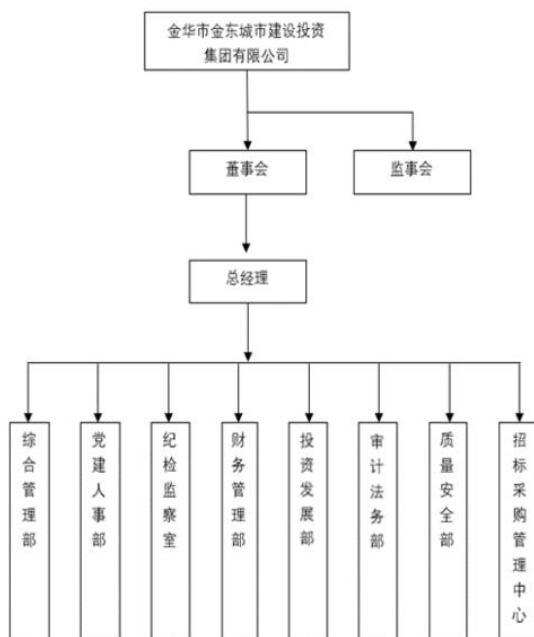 金华市金东城市建设投资
集团有限公司
董事会
监事会
总经理
综合管理部
党建人事部
纪检监察室
财务管理部
投资发展部
审计法务部
质量安全部
招标采购管理中心